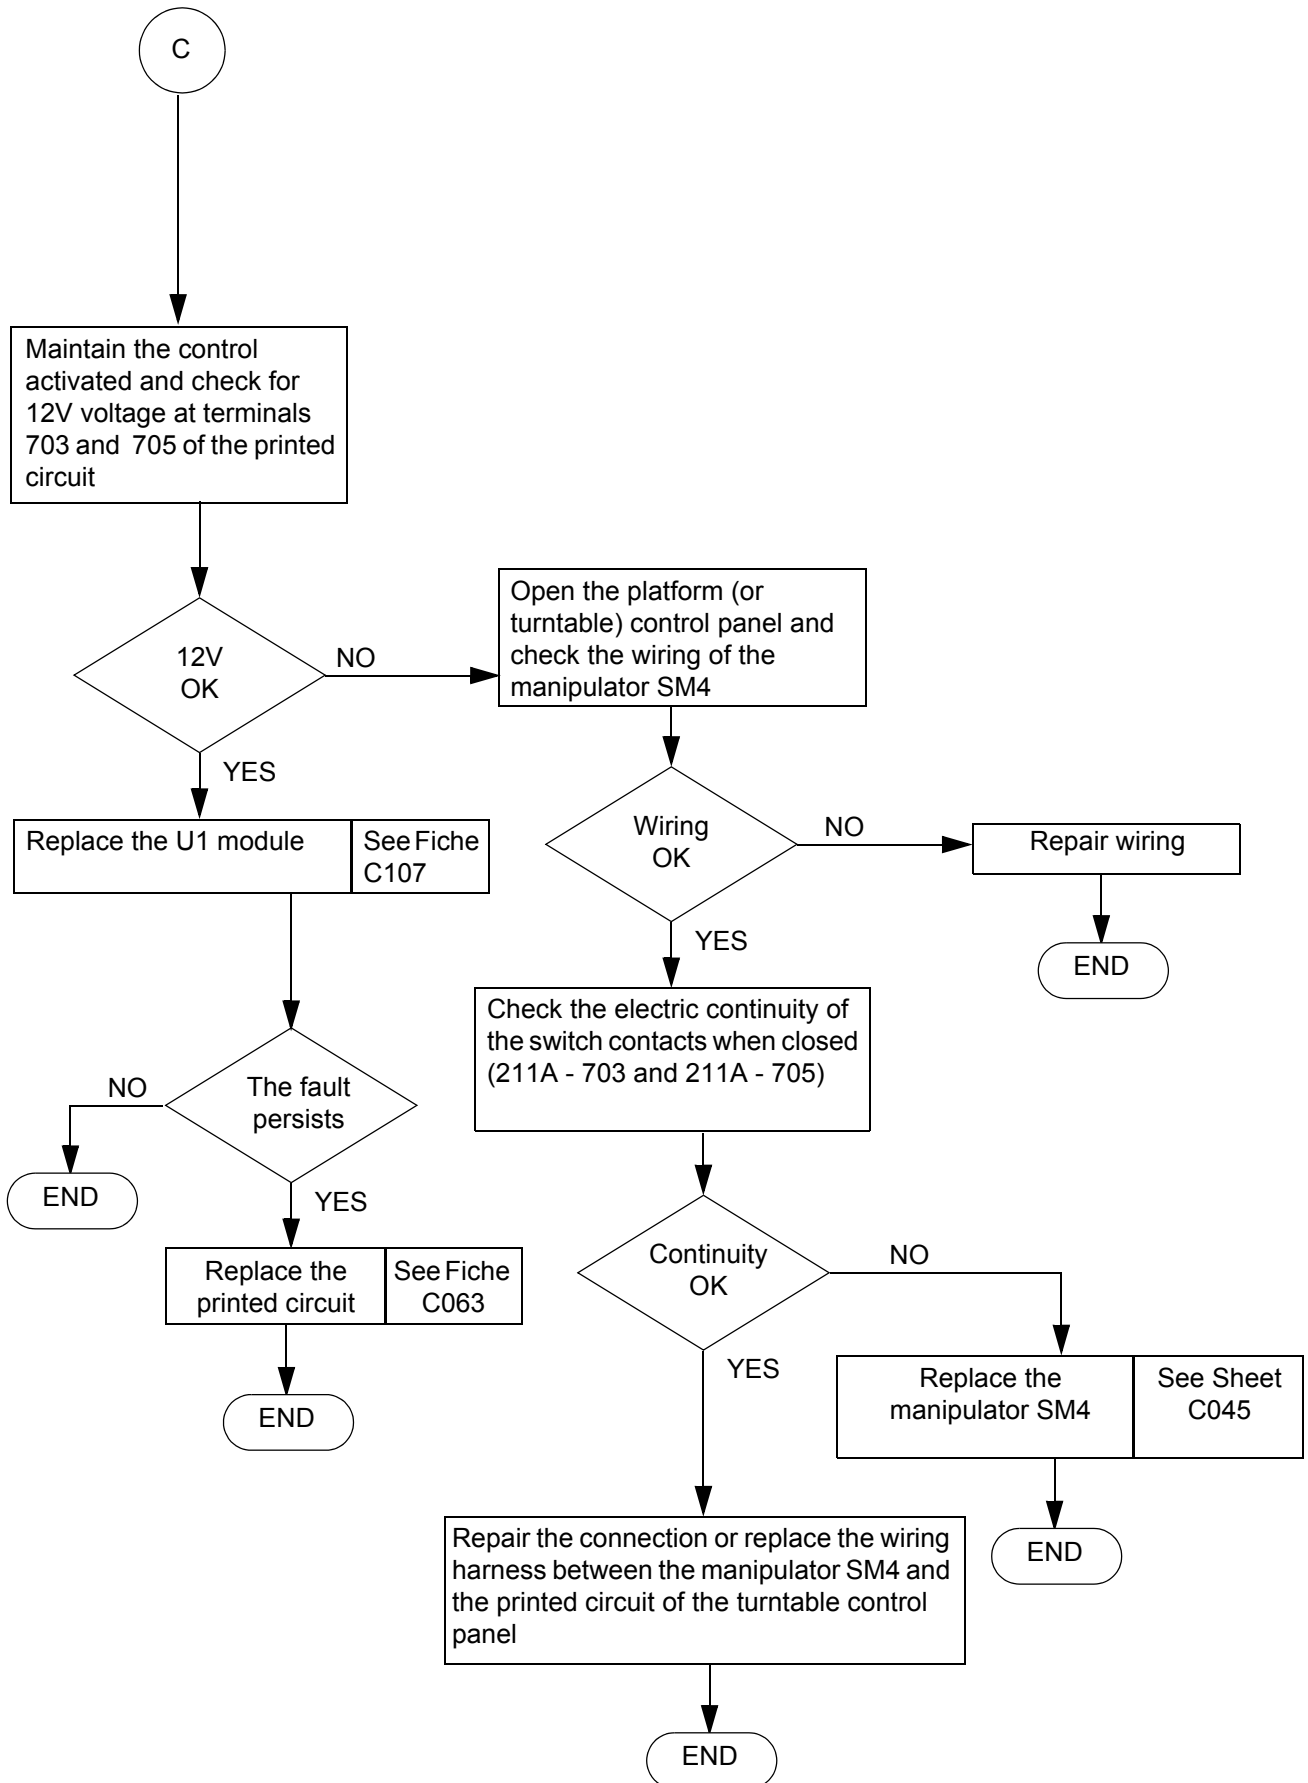 C
Maintain the control
activated and check for
12V voltage at terminals
703 and 705 of the printed
circuit
12V
OK
NO
YES
Open the platform (or
turntable) control panel and
check the wiring of the
manipulator SM4
Wiring
OK
NO
Repair wiring
END
YES
Replace the U1 module
See Fiche
C107
The fault
persists
NO
END
YES
Replace the
printed circuit
See Fiche
C063
END
Check the electric continuity of
the switch contacts when closed
(211A - 703 and 211A - 705)
Continuity
OK
NO
YES
Replace the
manipulator SM4
See Sheet
C045
END
Repair the connection or replace the wiring
harness between the manipulator SM4 and
the printed circuit of the turntable control
panel
END